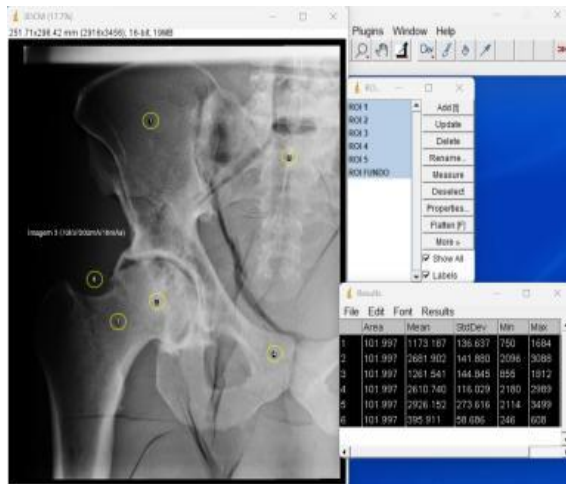 251.71x298.42 mm (2916x3456); 16-bit; 19MB
Plugins Window Help
Dev
ROI 1
ROI 2
ROI 3
ROI 4
ROI 5
ROI FUNDO
Add [t]
Update
Delete
Rename...
Measure
Deselect
Properties...
Flatten [F]
More »
Show All
Labels
Results
File Edit Font Results
Area Mean StdDev Min Max
1 101.997 1173.187 136.637 750 1684
2 101.997 2681.902 141.880 2096 3088
3 101.997 1261.541 144.845 855 1812
4 101.997 2610.740 116.029 2180 2989
5 101.997 2926.152 273.616 2114 3499
6 101.997 395.911 58.686 246 608